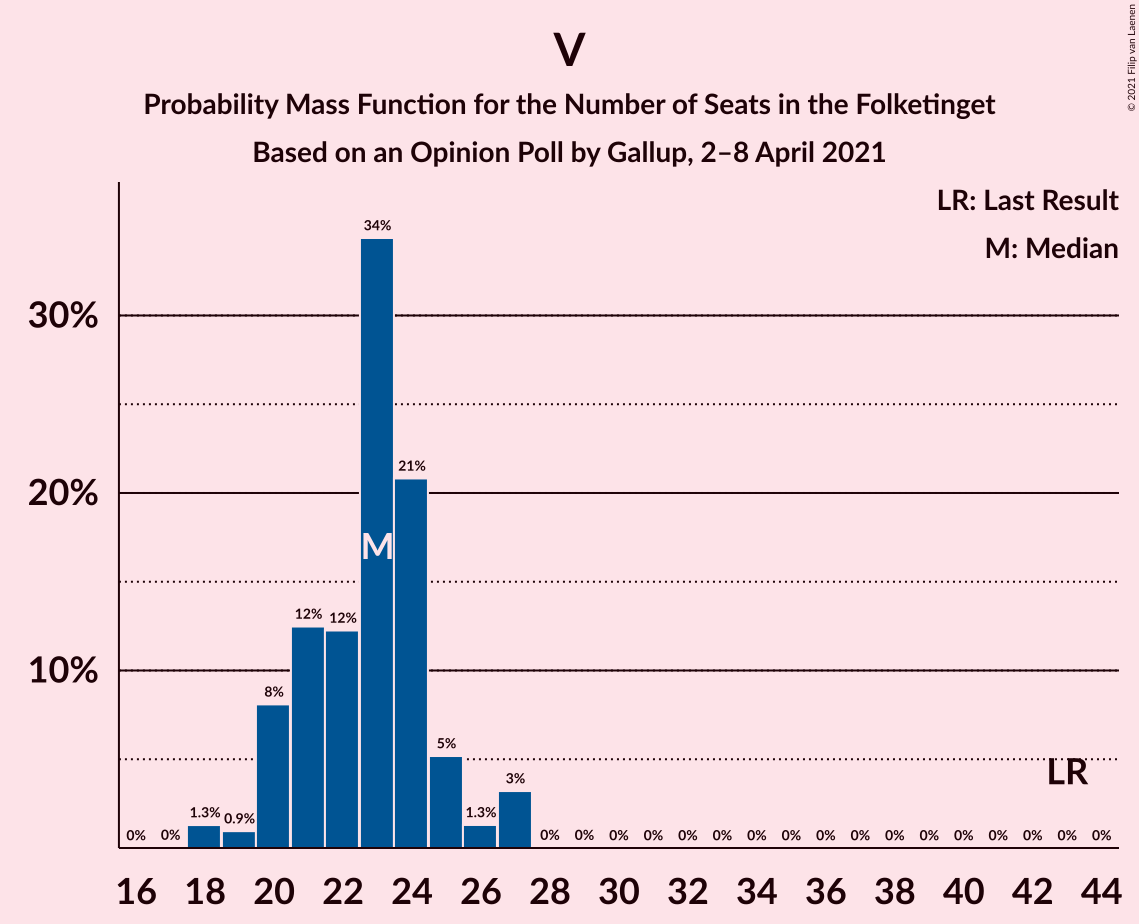 V
Probability Mass Function for the Number of Seats in the Folketinget
Based on an Opinion Poll by Gallup, 2–8 April 2021
© 2021 Filip van Laenen
LR: Last Result
M: Median
34%
30%
21%
20%
M
12% 12%
10%
8%
5%
LR
3%
1.3% 0.9% 1.3%
0% 0% 0% 0% 0% 0% 0% 0% 0% 0% 0% 0% 0% 0% 0% 0% 0% 0% 0%
16 18 20 22 24 26 28 30 32 34 36 38 40 42 44